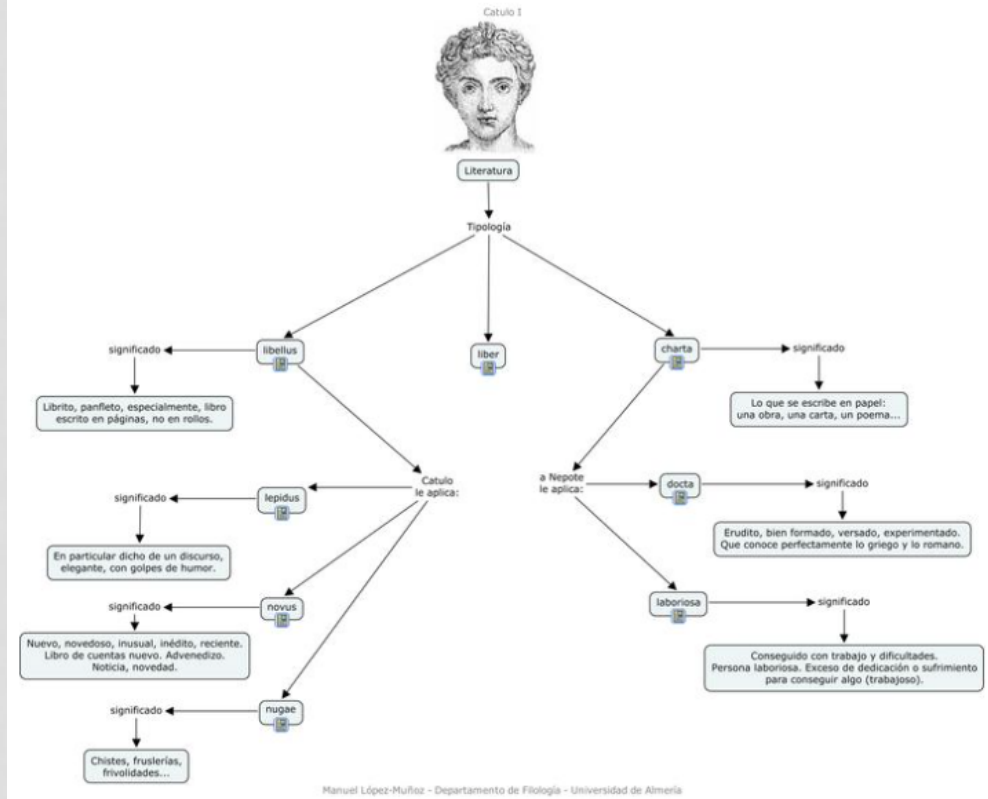 Catulo I
Literatura
Tipología
libellus
significado
Librito, panfleto, especialmente, libro
escrito en páginas, no en rollos.
liber
charta
significado
Lo que se escribe en papel:
una obra, una carta, un poema...
Catulo
le aplica:
lepidus
significado
En particular dicho de un discurso,
elegante, con golpes de humor.
novus
significado
Nuevo, novedoso, inusual, inédito, reciente.
Libro de cuentas nuevo. Advenedizo.
Noticia, novedad.
nugae
significado
Chistes, fruslerías,
frivolidades...
a Nepote
le aplica:
docta
significado
Erudito, bien formado, versado, experimentado.
Que conoce perfectamente lo griego y lo romano.
laboriosa
significado
Conseguido con trabajo y dificultades.
Persona laboriosa. Exceso de dedicación o sufrimiento
para conseguir algo (trabajoso).
Manuel López-Muñoz - Departamento de Filología - Universidad de Almería